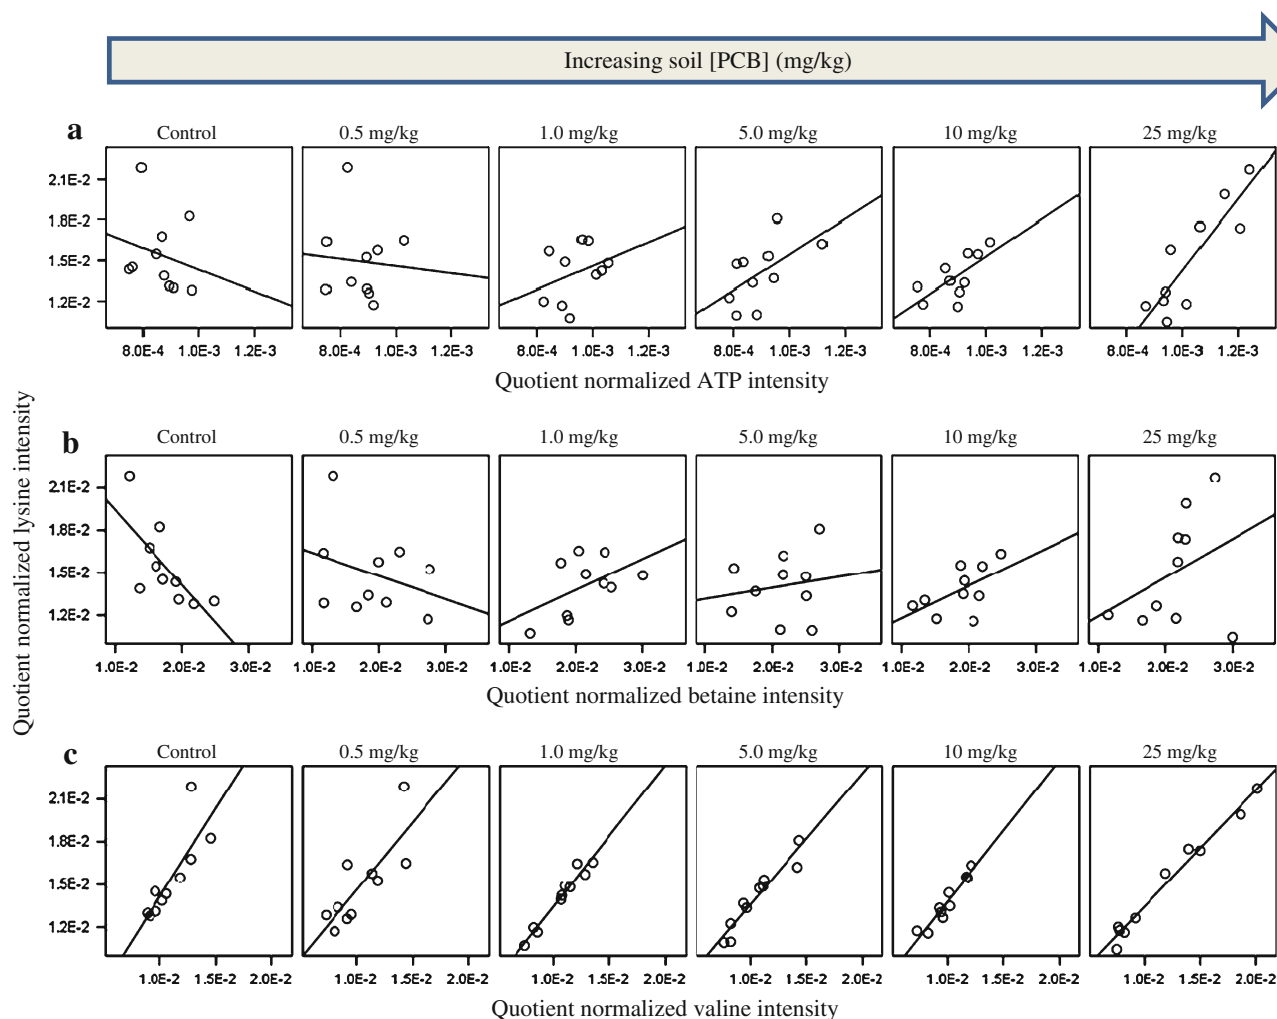 Increasing soil [PCB] (mg/kg)
a
Control
0.5 mg/kg
1.0 mg/kg
5.0 mg/kg
10 mg/kg
25 mg/kg
2.1E-2
1.8E-2
1.5E-2
1.2E-2
8.0E-4 1.0E-3 1.2E-3
8.0E-4 1.0E-3 1.2E-3
8.0E-4 1.0E-3 1.2E-3
8.0E-4 1.0E-3 1.2E-3
8.0E-4 1.0E-3 1.2E-3
8.0E-4 1.0E-3 1.2E-3
Quotient normalized ATP intensity
Quotient normalized lysine intensity
b
Control
0.5 mg/kg
1.0 mg/kg
5.0 mg/kg
10 mg/kg
25 mg/kg
2.1E-2
1.8E-2
1.5E-2
1.2E-2
1.0E-2 2.0E-2 3.0E-2
1.0E-2 2.0E-2 3.0E-2
1.0E-2 2.0E-2 3.0E-2
1.0E-2 2.0E-2 3.0E-2
1.0E-2 2.0E-2 3.0E-2
1.0E-2 2.0E-2 3.0E-2
Quotient normalized betaine intensity
c
Control
0.5 mg/kg
1.0 mg/kg
5.0 mg/kg
10 mg/kg
25 mg/kg
2.1E-2
1.8E-2
1.5E-2
1.2E-2
1.0E-2 1.5E-2 2.0E-2
1.0E-2 1.5E-2 2.0E-2
1.0E-2 1.5E-2 2.0E-2
1.0E-2 1.5E-2 2.0E-2
1.0E-2 1.5E-2 2.0E-2
1.0E-2 1.5E-2 2.0E-2
Quotient normalized valine intensity